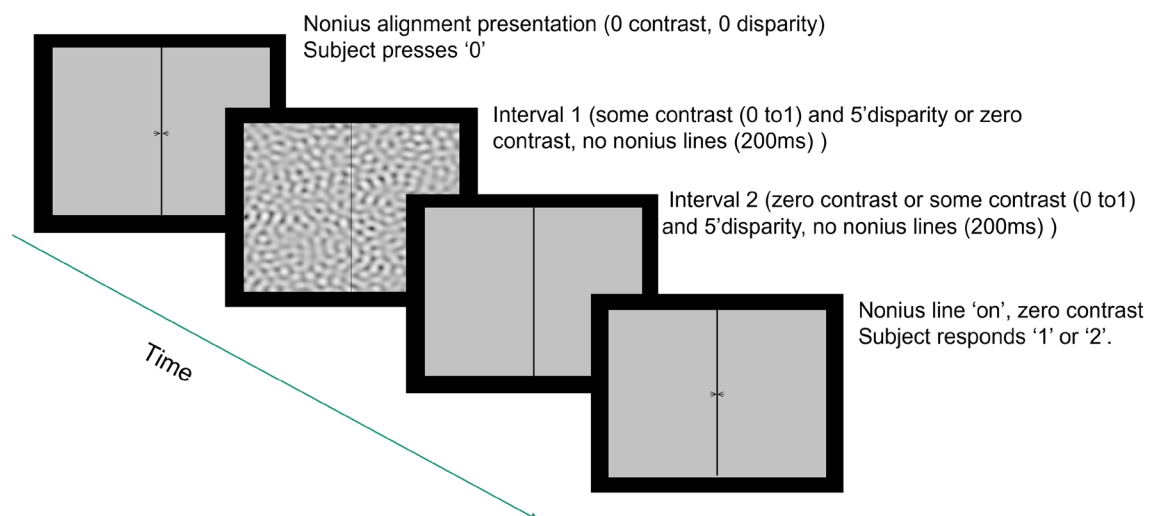 Nonius alignment presentation (0 contrast, 0 disparity)
Subject presses ‘0’
Interval 1 (some contrast (0 to1) and 5’disparity or zero
contrast, no nonius lines (200ms) )
Interval 2 (zero contrast or some contrast (0 to1)
and 5’disparity, no nonius lines (200ms) )
Nonius line ‘on’, zero contrast
Subject responds ‘1’ or ‘2’.
Time